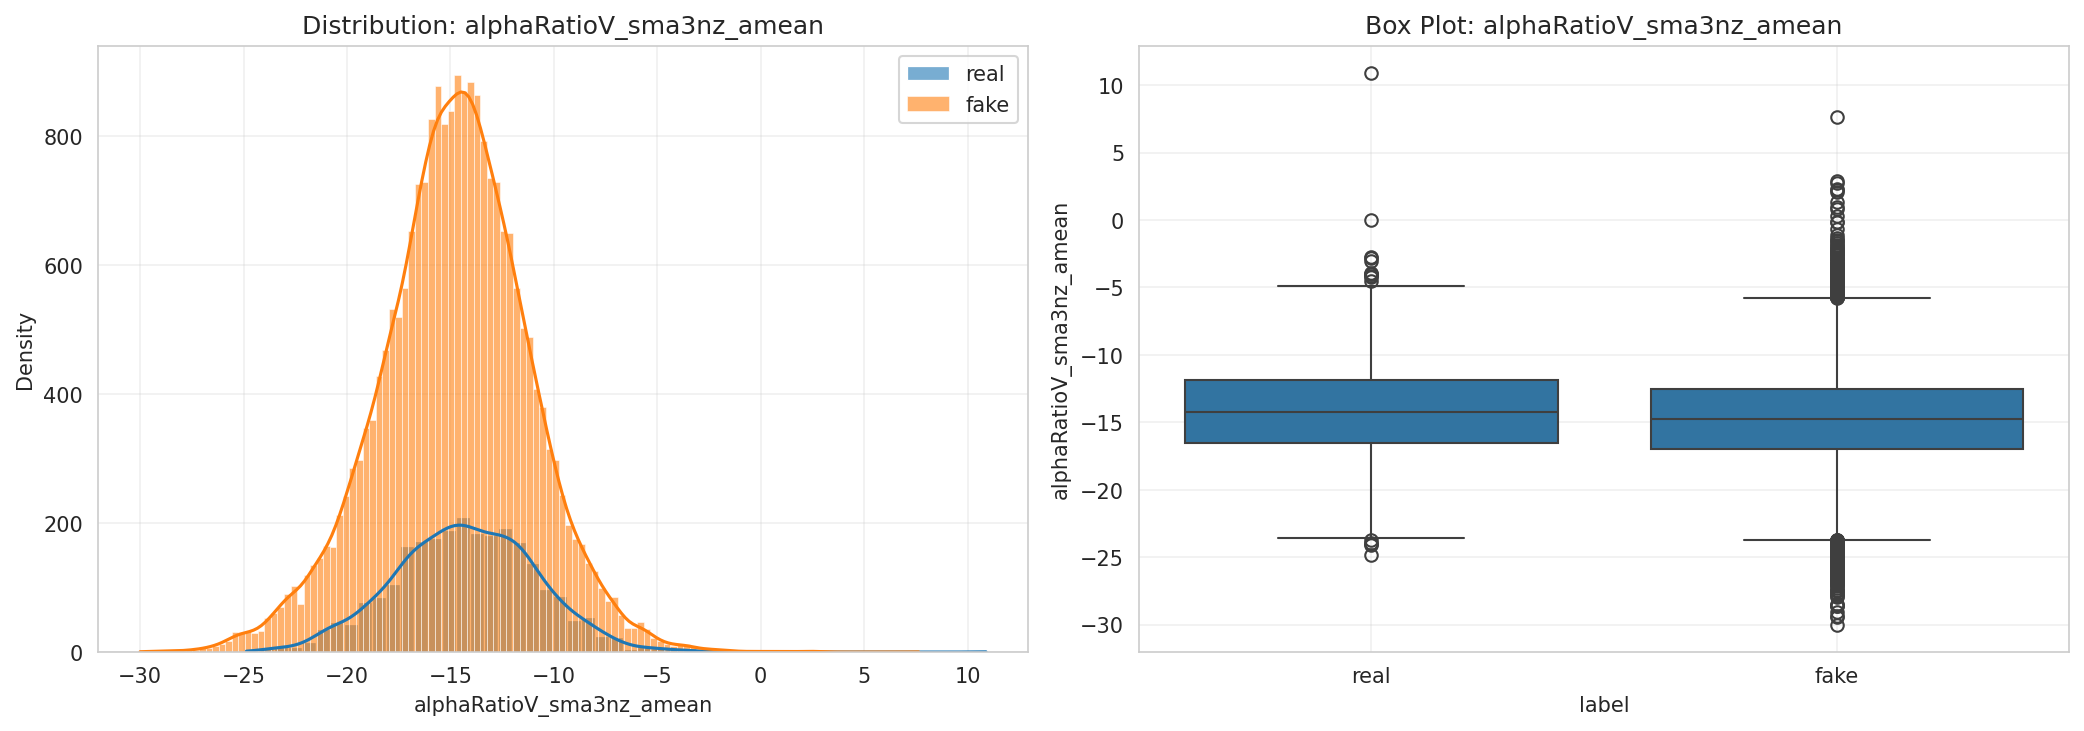 Distribution: alphaRatioV_sma3nz_amean
real
fake
Density
800
600
400
200
0
−30 −25 −20 −15 −10 −5 0 5 10
alphaRatioV_sma3nz_amean
Box Plot: alphaRatioV_sma3nz_amean
alphaRatioV_sma3nz_amean
10
5
0
−5
−10
−15
−20
−25
−30
real fake
label